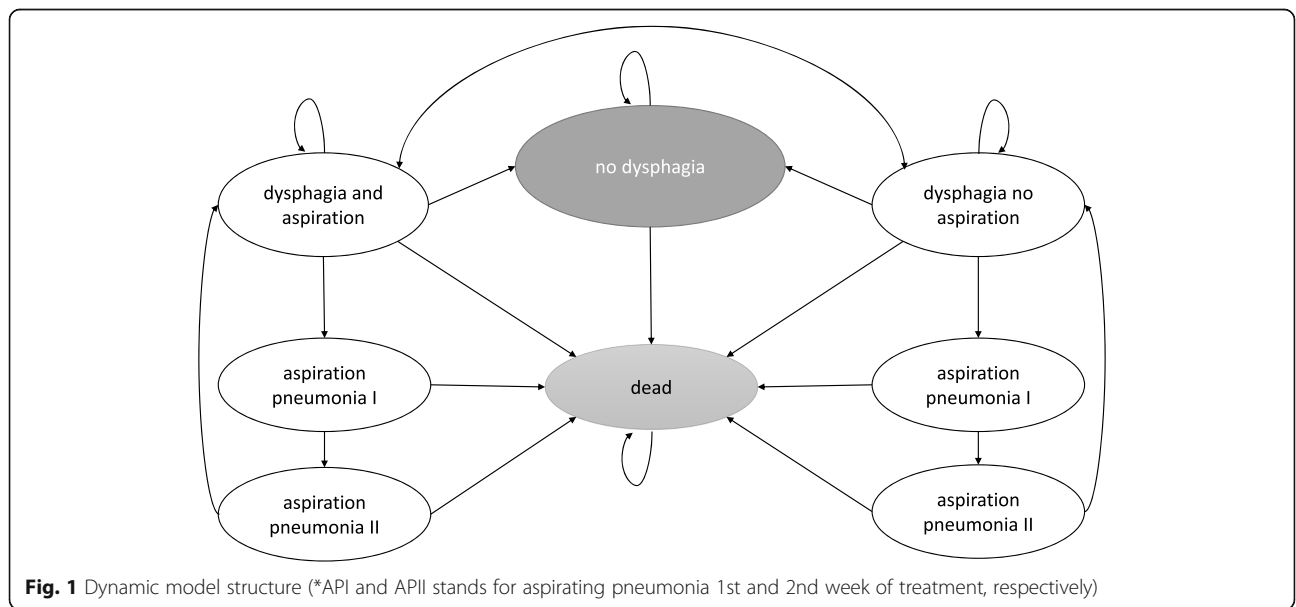 no dysphagia
dysphagia and
aspiration
dysphagia no
aspiration
aspiration
pneumonia I
dead
aspiration
pneumonia I
aspiration
pneumonia II
aspiration
pneumonia II
Fig. 1 Dynamic model structure (*API and APII stands for aspirating pneumonia 1st and 2nd week of treatment, respectively)